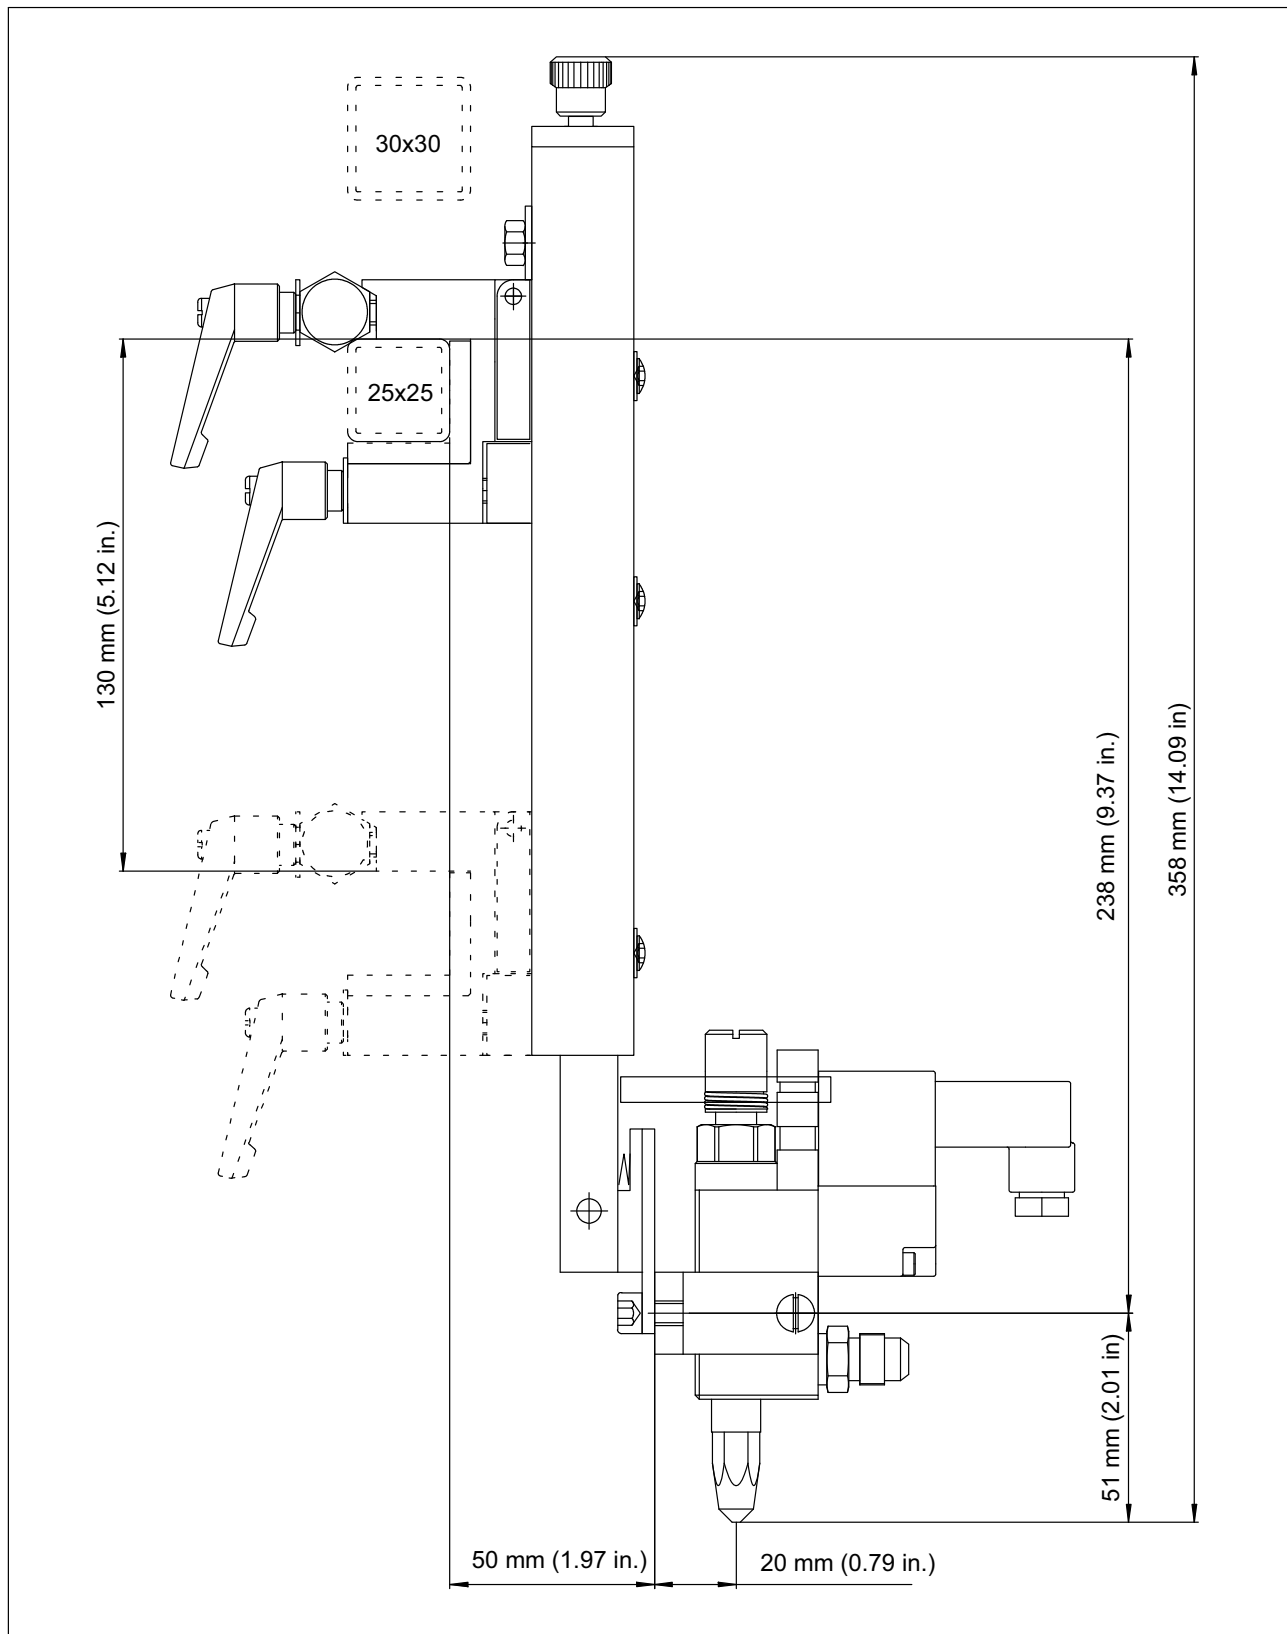 30x30
25x25
130 mm (5.12 in.)
238 mm (9.37 in.)
358 mm (14.09 in)
51 mm (2.01 in)
50 mm (1.97 in.)
20 mm (0.79 in.)